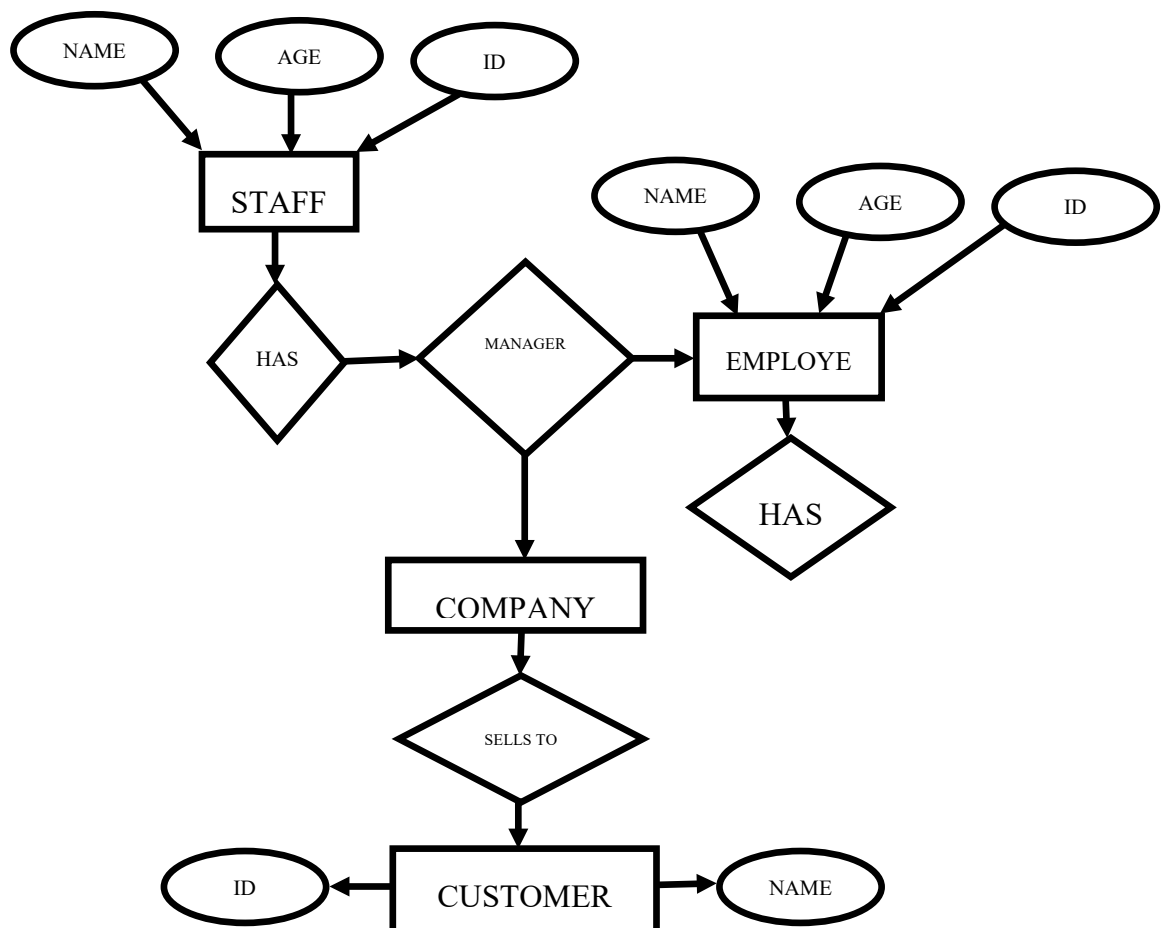 NAME
AGE
ID
STAFF
NAME
AGE
ID
HAS
MANAGER
EMPLOYE
HAS
COMPANY
SELLS TO
ID
CUSTOMER
NAME